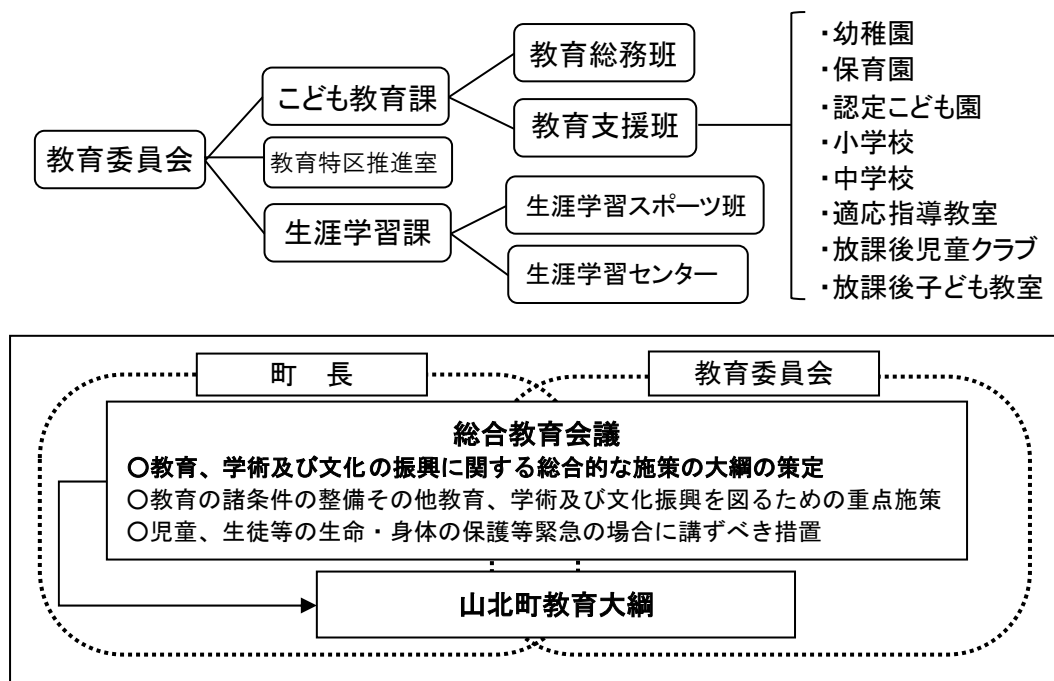 教育委員会
こども教育課
教育特区推進室
生涯学習課
教育総務班
教育支援班
生涯学習スポーツ班
生涯学習センター
・幼稚園
・保育園
・認定こども園
・小学校
・中学校
・適応指導教室
・放課後児童クラブ
・放課後子ども教室
町　長
教育委員会
総合教育会議
○教育、学術及び文化の振興に関する総合的な施策の大綱の策定
○教育の諸条件の整備その他教育、学術及び文化振興を図るための重点施策
○児童、生徒等の生命・身体の保護等緊急の場合に講ずべき措置
山北町教育大綱